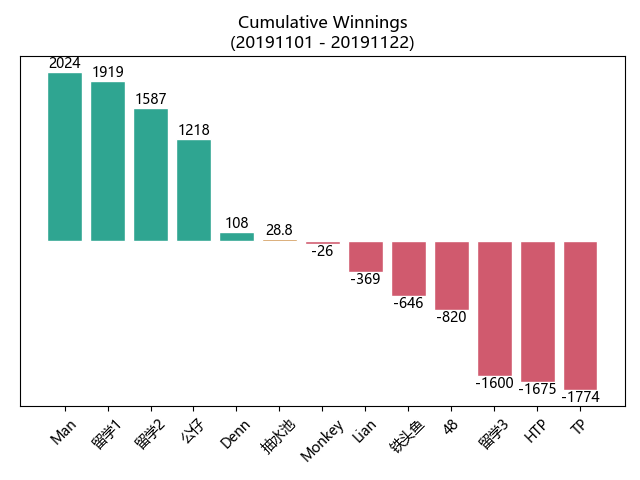 Cumulative Winnings
(20191101 - 20191122)
2024
1919
1587
1218
108
28.8
-26
-369
-646
-820
-1600
-1675
-1774
Man
留学1
留学2
公仔
Denn
抽水池
Monkey
Lian
铁头鱼
48
留学3
HTP
TP